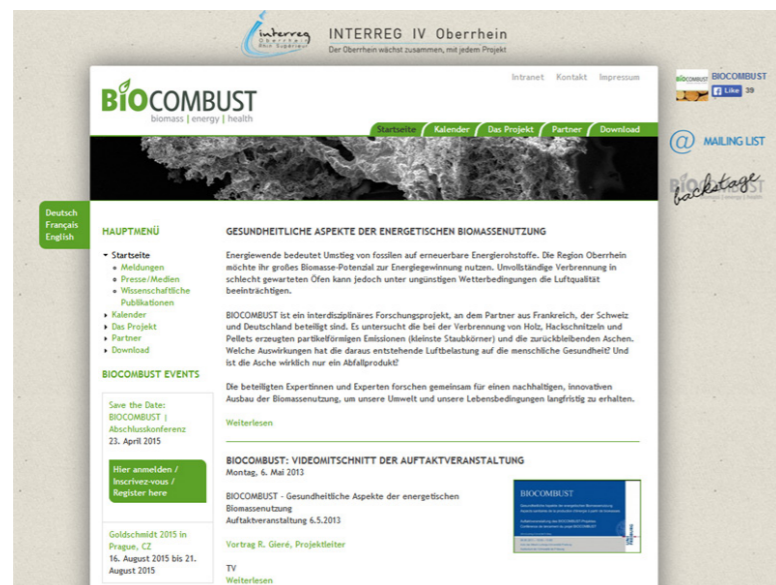 interreg
Oberrhein
Rhin Supérieur
INTERREG IV Oberrhein
Der Oberrhein wächst zusammen, mit jedem Projekt
Intranet Kontakt Impressum
BIOCOMBUST
biomass | energy | health
Startseite Kalender Das Projekt Partner Download
BIOCOMBUST
Like 39
@ MAILING LIST
BIOCOMBUST
backstage
Deutsch
Français
English
HAUPTMENÜ
Startseite
Meldungen
Presse/Medien
Wissenschaftliche
Publikationen
Kalender
Das Projekt
Partner
Download
BIOCOMBUST EVENTS
Save the Date:
BIOCOMBUST |
Abschlusskonferenz
23. April 2015
Hier anmelden /
Inscrivez-vous /
Register here
Goldschmidt 2015 in
Prague, CZ
16. August 2015 bis 21.
August 2015
GESUNDHEITLICHE ASPEKTE DER ENERGETISCHEN BIOMASSENUTZUNG
Energiewende bedeutet Umstieg von fossilen auf erneuerbare Energierohstoffe. Die Region Oberrhein
möchte ihr großes Biomasse-Potenzial zur Energiegewinnung nutzen. Unvollständige Verbrennung in
schlecht gewarteten Öfen kann jedoch unter ungünstigen Wetterbedingungen die Luftqualität
beeinträchtigen.
BIOCOMBUST ist ein interdisziplinäres Forschungsprojekt, an dem Partner aus Frankreich, der Schweiz
und Deutschland beteiligt sind. Es untersucht die bei der Verbrennung von Holz, Hackschnitzeln und
Pellets erzeugten partikelförmigen Emissionen (kleinste Staubkörner) und die zurückbleibenden Aschen.
Welche Auswirkungen hat die daraus entstehende Luftbelastung auf die menschliche Gesundheit? Und
ist die Asche wirklich nur ein Abfallprodukt?
Die beteiligten Expertinnen und Experten forschen gemeinsam für einen nachhaltigen, innovativen
Ausbau der Biomassenutzung, um unsere Umwelt und unsere Lebensbedingungen langfristig zu erhalten.
Weiterlesen
BIOCOMBUST: VIDEOMITSCHNITT DER AUFTAKTVERANSTALTUNG
Montag, 6. Mai 2013
BIOCOMBUST - Gesundheitliche Aspekte der energetischen
Biomassenutzung
Auftaktveranstaltung 6.5.2013
Vortrag R. Gieré, Projektleiter
TV
Weiterlesen
BIOCOMBUST